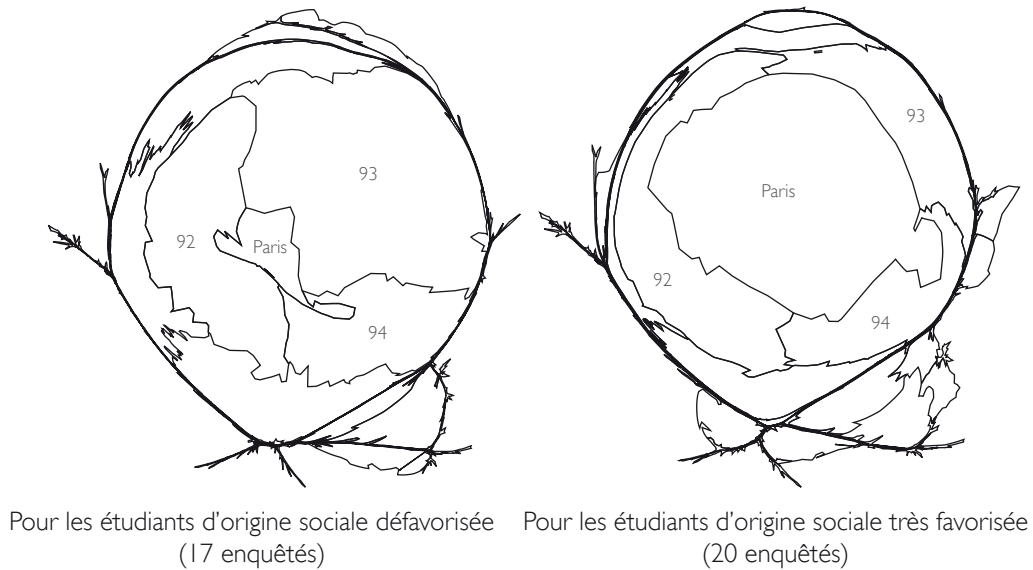 93
92
Paris
94
Pour les étudiants d'origine sociale défavorisée
(17 enquêtés)
93
Paris
92
94
Pour les étudiants d'origine sociale très favorisée
(20 enquêtés)